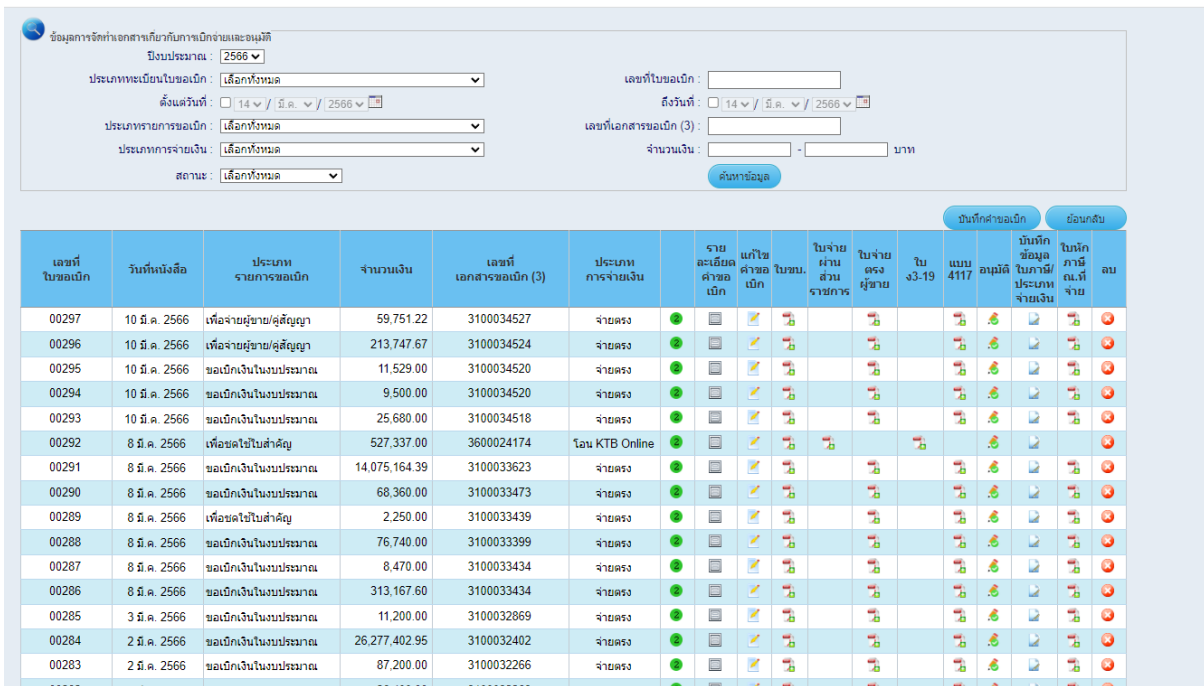 ข้อมูลการจัดทำเอกสารเกี่ยวกับการเบิกจ่ายและอนุมัติ
ปีงบประมาณ : 2566
ประเภททะเบียนใบขอเบิก : เลือกทั้งหมด เลขที่ใบขอเบิก :
ตั้งแต่วันที่ : 14 / มี.ค. / 2566 ถึงวันที่ : 14 / มี.ค. / 2566
ประเภทรายการขอเบิก : เลือกทั้งหมด เลขที่เอกสารขอเบิก (3) :
ประเภทการจ่ายเงิน : เลือกทั้งหมด จำนวนเงิน : - บาท
สถานะ : เลือกทั้งหมด ค้นหาข้อมูล
บันทึกคำขอเบิก ย้อนกลับ
เลขที่ใบขอเบิก วันที่หนังสือ ประเภทรายการขอเบิก จำนวนเงิน เลขที่เอกสารขอเบิก (3) ประเภทการจ่ายเงิน รายละเอียดคำขอเบิก แก้ไขคำขอเบิก ใบขบ. ใบจ่ายผ่านส่วนราชการ ใบจ่ายตรงผู้ขาย ใบ ง3-19 แบบ 4117 อนุมัติ บันทึกข้อมูลใบภาษี/ประเภทจ่ายเงิน ใบหักภาษี ณ.ที่จ่าย ลบ
00297 10 มี.ค. 2566 เพื่อจ่ายผู้ขาย/คู่สัญญา 59,751.22 3100034527 จ่ายตรง 2
00296 10 มี.ค. 2566 เพื่อจ่ายผู้ขาย/คู่สัญญา 213,747.67 3100034524 จ่ายตรง 2
00295 10 มี.ค. 2566 ขอเบิกเงินในงบประมาณ 11,529.00 3100034520 จ่ายตรง 2
00294 10 มี.ค. 2566 ขอเบิกเงินในงบประมาณ 9,500.00 3100034520 จ่ายตรง 2
00293 10 มี.ค. 2566 ขอเบิกเงินในงบประมาณ 25,680.00 3100034518 จ่ายตรง 2
00292 8 มี.ค. 2566 เพื่อชดใช้ใบสำคัญ 527,337.00 3600024174 โอน KTB Online 2
00291 8 มี.ค. 2566 ขอเบิกเงินในงบประมาณ 14,075,164.39 3100033623 จ่ายตรง 2
00290 8 มี.ค. 2566 ขอเบิกเงินในงบประมาณ 68,360.00 3100033473 จ่ายตรง 2
00289 8 มี.ค. 2566 เพื่อชดใช้ใบสำคัญ 2,250.00 3100033439 จ่ายตรง 2
00288 8 มี.ค. 2566 ขอเบิกเงินในงบประมาณ 76,740.00 3100033399 จ่ายตรง 2
00287 8 มี.ค. 2566 ขอเบิกเงินในงบประมาณ 8,470.00 3100033434 จ่ายตรง 2
00286 8 มี.ค. 2566 ขอเบิกเงินในงบประมาณ 313,167.60 3100033434 จ่ายตรง 2
00285 3 มี.ค. 2566 ขอเบิกเงินในงบประมาณ 11,200.00 3100032869 จ่ายตรง 2
00284 2 มี.ค. 2566 ขอเบิกเงินในงบประมาณ 26,277,402.95 3100032402 จ่ายตรง 2
00283 2 มี.ค. 2566 ขอเบิกเงินในงบประมาณ 87,200.00 3100032266 จ่ายตรง 2